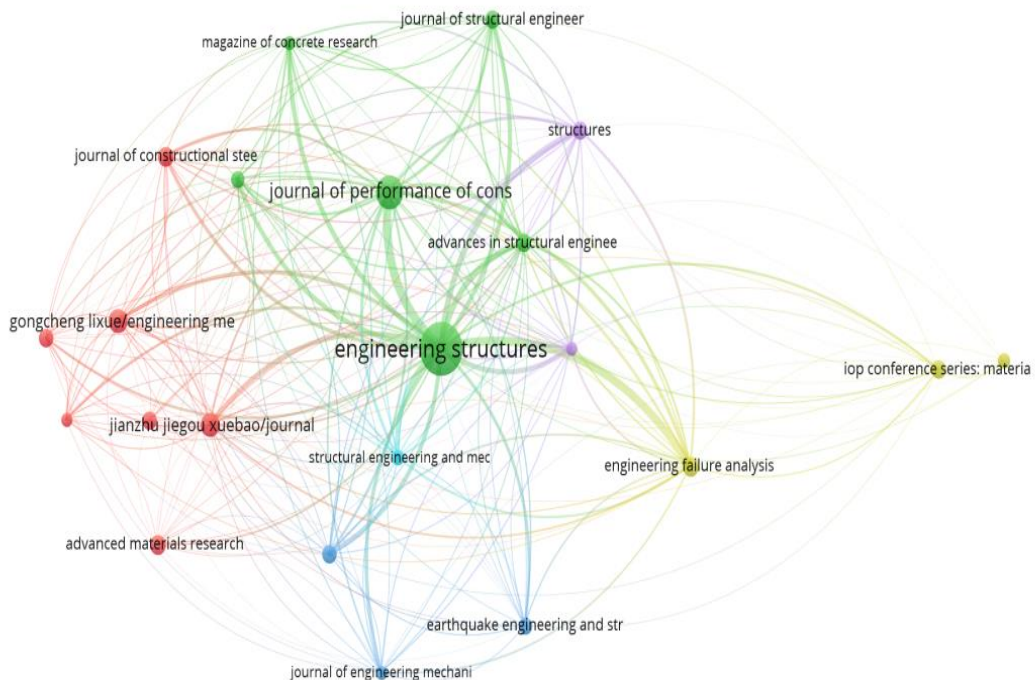 journal of structural engineer
magazine of concrete research
structures
journal of constructional stee
journal of performance of cons
advances in structural enginee
gongcheng lixue/engineering me
engineering structures
iop conference series: materia
jianzhu jiegou xuebao/journal
structural engineering and mec
engineering failure analysis
advanced materials research
earthquake engineering and str
journal of engineering mechani